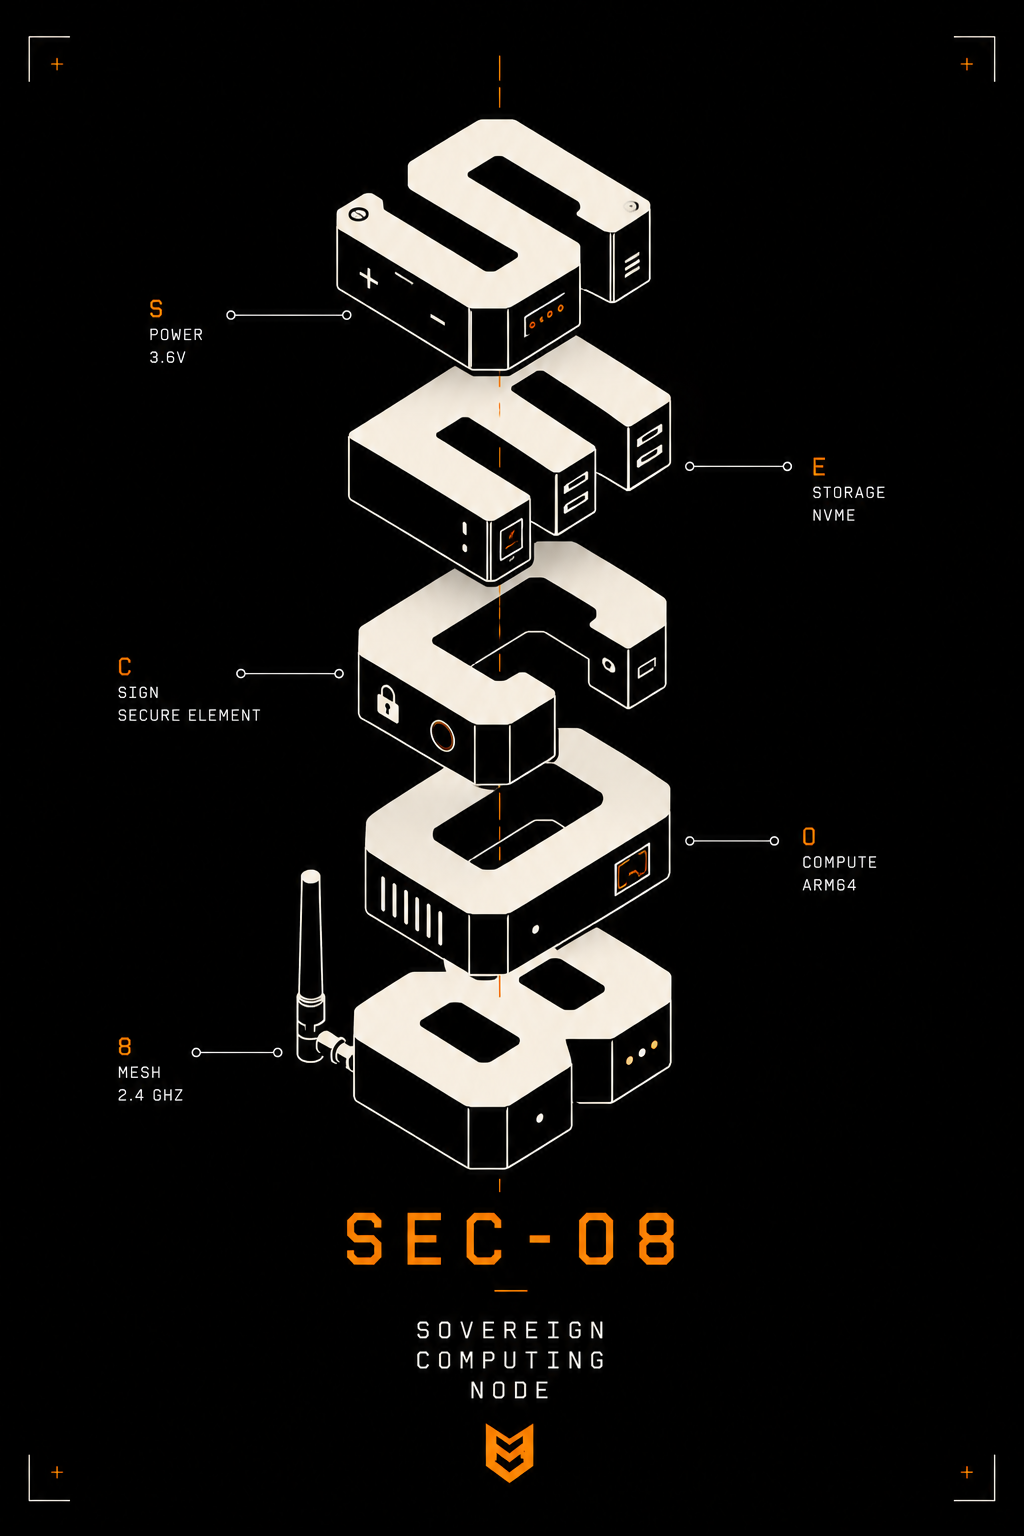 S
POWER
3.6V
E
STORAGE
NVME
C
SIGN
SECURE ELEMENT
O
COMPUTE
ARM64
8
MESH
2.4 GHZ
SEC-08
SOVEREIGN
COMPUTING
NODE